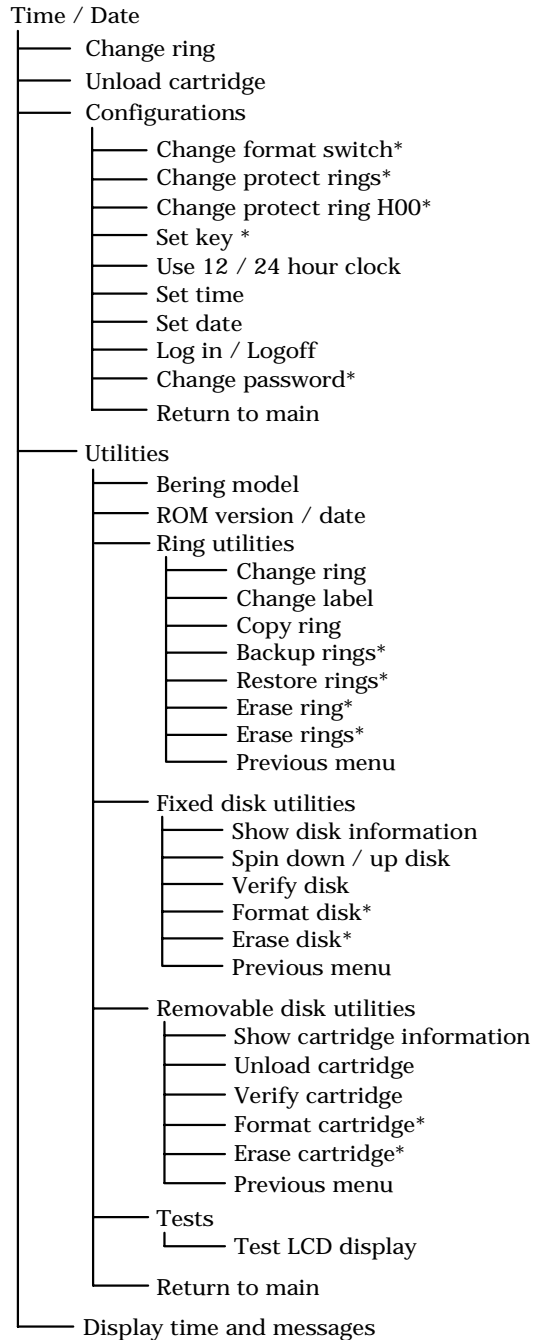 Time / Date
Change ring
Unload cartridge
Configurations
Change format switch*
Change protect rings*
Change protect ring H00*
Set key *
Use 12 / 24 hour clock
Set time
Set date
Log in / Logoff
Change password*
Return to main
Utilities
Bering model
ROM version / date
Ring utilities
Change ring
Change label
Copy ring
Backup rings*
Restore rings*
Erase ring*
Erase rings*
Previous menu
Fixed disk utilities
Show disk information
Spin down / up disk
Verify disk
Format disk*
Erase disk*
Previous menu
Removable disk utilities
Show cartridge information
Unload cartridge
Verify cartridge
Format cartridge*
Erase cartridge*
Previous menu
Tests
Test LCD display
Return to main
Display time and messages